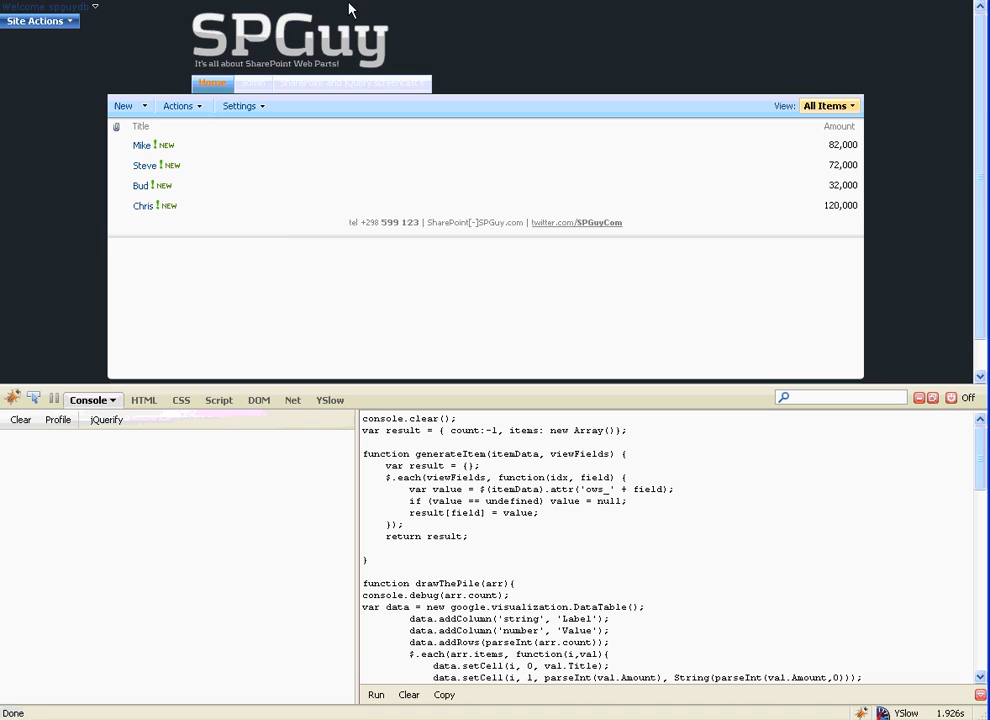 Welcome spguydb
Site Actions
SPGuy
It's all about SharePoint Web Parts!
Home
New Actions Settings View: All Items
Title Amount
Mike ! NEW 82,000
Steve ! NEW 72,000
Bud ! NEW 32,000
Chris ! NEW 120,000
tel +298 599 123 | SharePoint[-]SPGuy.com | twitter.com/SPGuyCom
Console HTML CSS Script DOM Net YSlow Off
Clear Profile jQuerify
console.clear();
var result = { count:-1, items: new Array()};
function generateItem(itemData, viewFields) {
var result = {};
$.each(viewFields, function(idx, field) {
var value = $(itemData).attr('ows_' + field);
if (value == undefined) value = null;
result[field] = value;
});
return result;
}
function drawThePile(arr){
console.debug(arr.count);
var data = new google.visualization.DataTable();
data.addColumn('string', 'Label');
data.addColumn('number', 'Value');
data.addRows(parseInt(arr.count));
$.each(arr.items, function(i,val){
data.setCell(i, 0, val.Title);
data.setCell(i, 1, parseInt(val.Amount), String(parseInt(val.Amount,0)));
Run Clear Copy
Done YSlow 1.926s